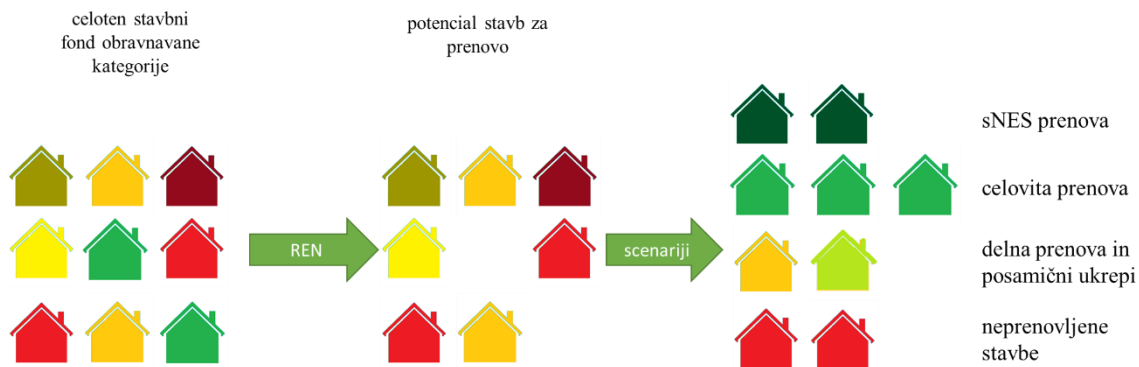 celoten stavbni
fond obravnavane
kategorije
potencial stavb za
prenovo
REN
scenariji
sNES prenova
celovita prenova
delna prenova in
posamični ukrepi
neprenovljene
stavbe